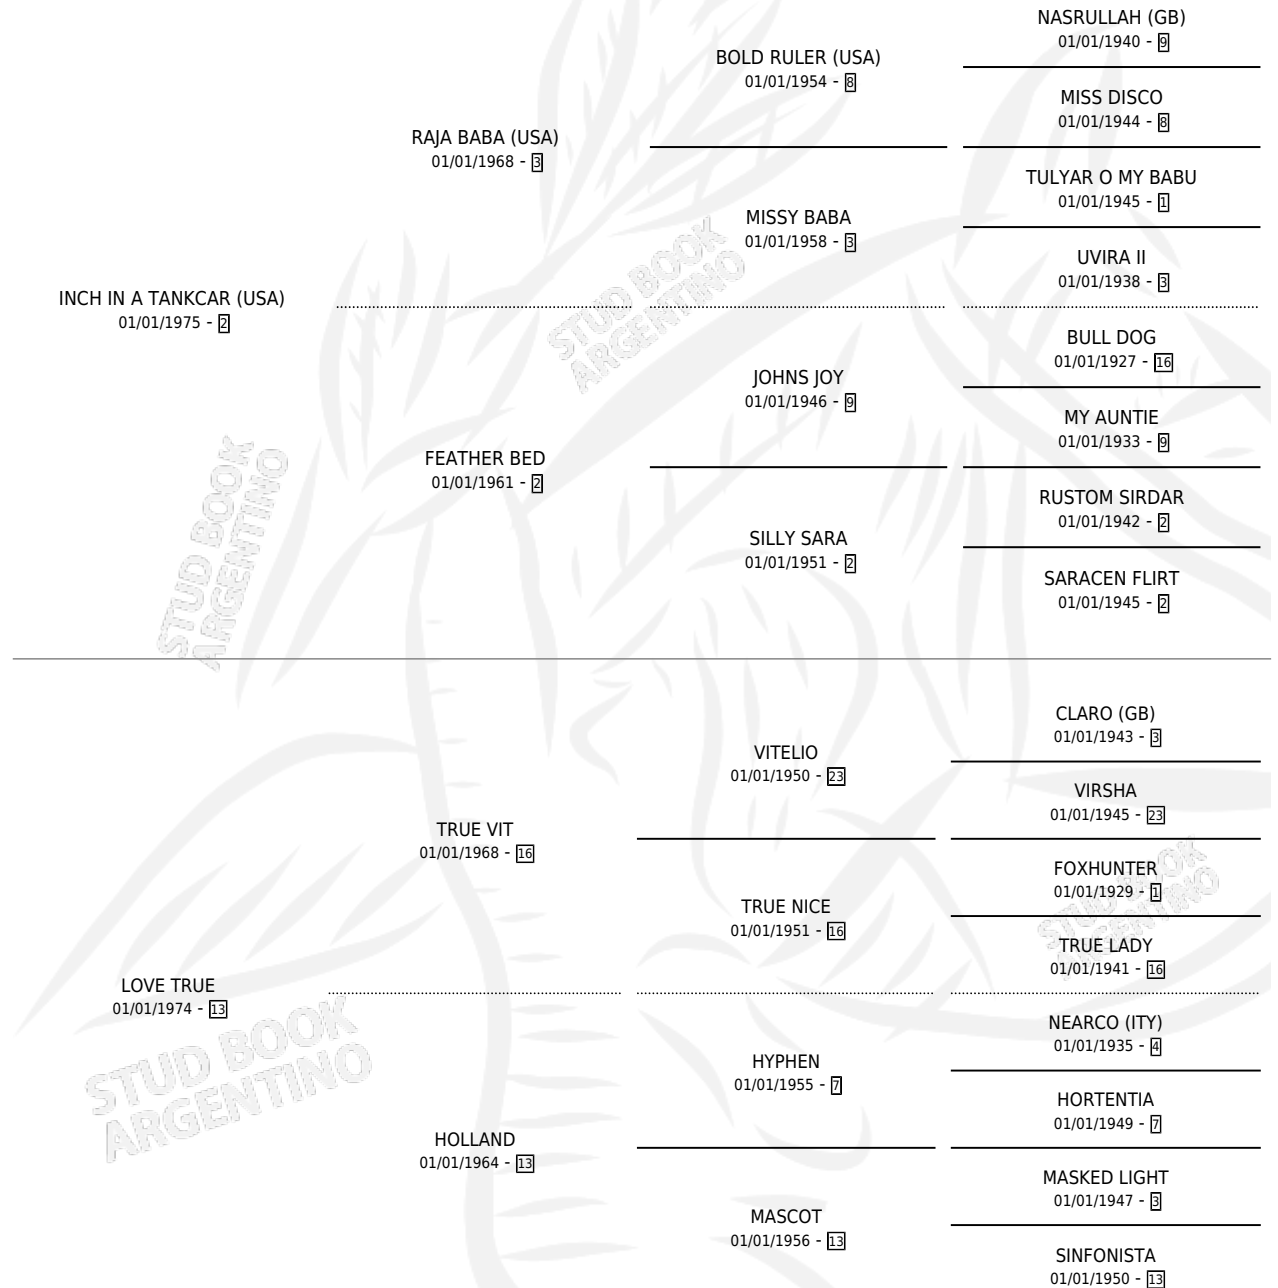 NASRULLAH (GB)
01/01/1940 - 9
BOLD RULER (USA)
01/01/1954 - 8
MISS DISCO
01/01/1944 - 8
RAJA BABA (USA)
01/01/1968 - 3
TULYAR O MY BABU
01/01/1945 - 1
MISSY BABA
01/01/1958 - 3
UVIRA II
01/01/1938 - 3
INCH IN A TANKCAR (USA)
01/01/1975 - 2
BULL DOG
01/01/1927 - 16
JOHNS JOY
01/01/1946 - 9
MY AUNTIE
01/01/1933 - 9
FEATHER BED
01/01/1961 - 2
RUSTOM SIRDAR
01/01/1942 - 2
SILLY SARA
01/01/1951 - 2
SARACEN FLIRT
01/01/1945 - 2
CLARO (GB)
01/01/1943 - 3
VITELIO
01/01/1950 - 23
VIRSHA
01/01/1945 - 23
TRUE VIT
01/01/1968 - 16
FOXHUNTER
01/01/1929 - 1
TRUE NICE
01/01/1951 - 16
TRUE LADY
01/01/1941 - 16
LOVE TRUE
01/01/1974 - 13
NEARCO (ITY)
01/01/1935 - 4
HYPHEN
01/01/1955 - 7
HORTENTIA
01/01/1949 - 7
HOLLAND
01/01/1964 - 13
MASKED LIGHT
01/01/1947 - 3
MASCOT
01/01/1956 - 13
SINFONISTA
01/01/1950 - 13
STUD BOOK
ARGENTINO
STUD BOOK
ARGENTINO
STUD BOOK
ARGENTINO
STUD BOOK
ARGENTINO